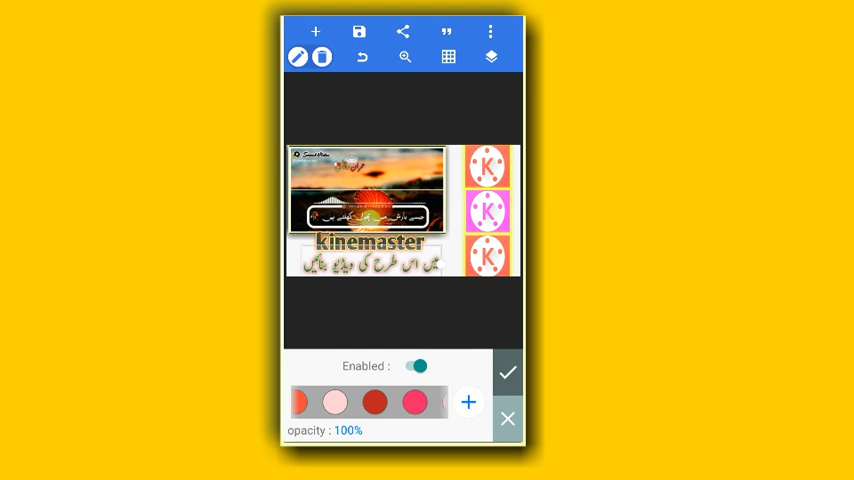 جیسے بارش میں پھول کھلتے ہیں
K
K
kinemaster
میں اس طرح کی ویڈیو بنائیں
K
Enabled :
opacity : 100%